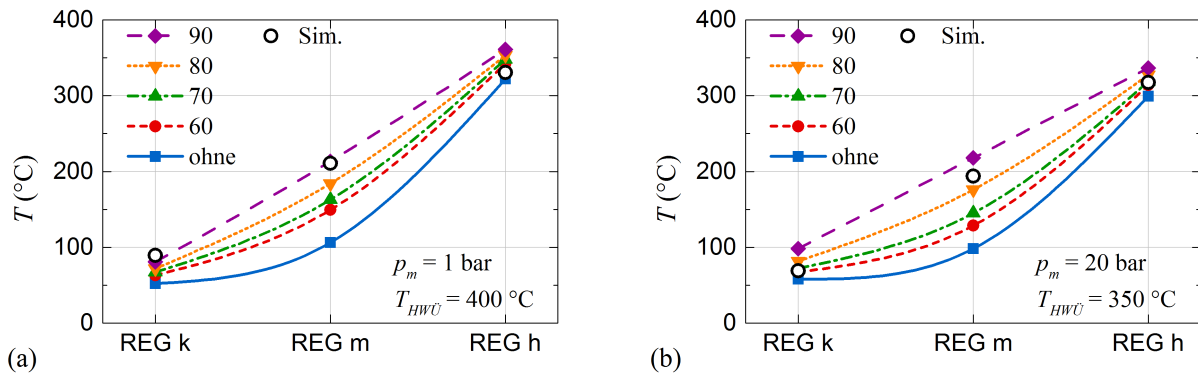 400
300
200
100
0
T (°C)
90
80
70
60
ohne
Sim.
p_m = 1 bar
T_HWÜ = 400 °C
REG k
REG m
REG h
(a)
400
300
200
100
0
T (°C)
90
80
70
60
ohne
Sim.
p_m = 20 bar
T_HWÜ = 350 °C
REG k
REG m
REG h
(b)